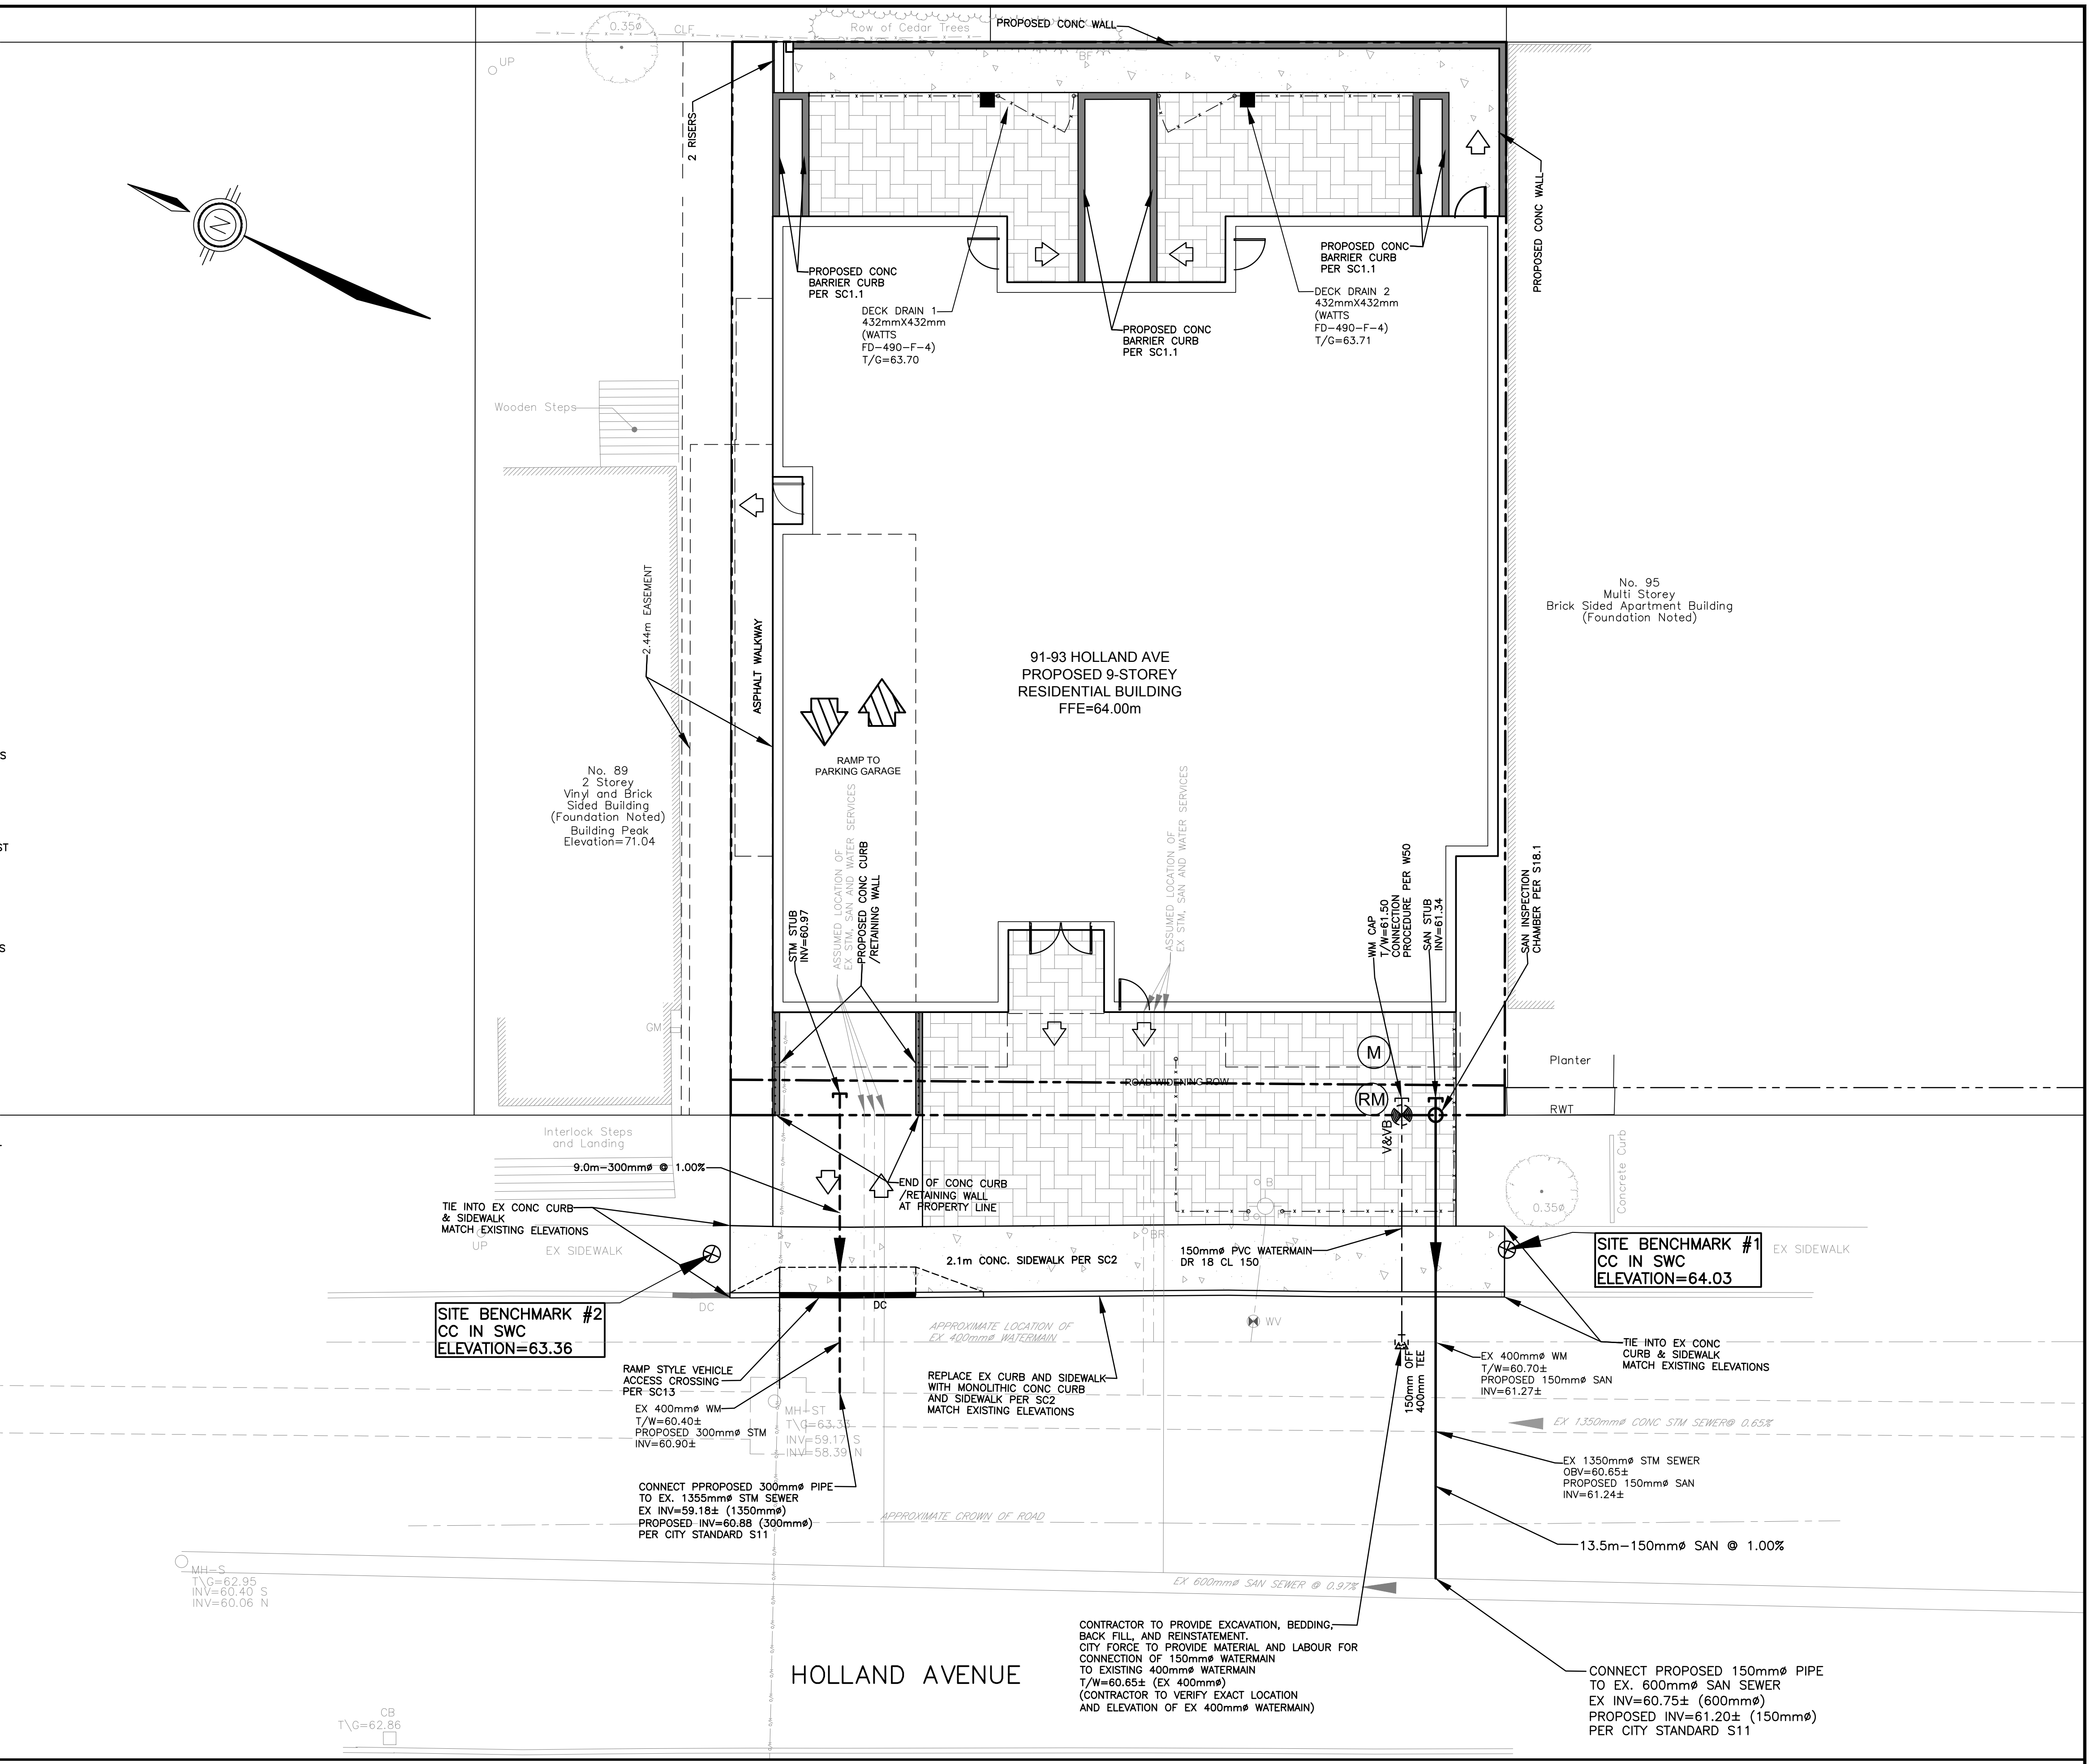 0.35ø
CLF
Row of Cedar Trees
PROPOSED CONC WALL
BF
UP
2 RISERS
N
PROPOSED CONC WALL
PROPOSED CONC
BARRIER CURB
PER SC1.1
DECK DRAIN 1
432mmX432mm
(WATTS
FD-490-F-4)
T/G=63.70
PROPOSED CONC
BARRIER CURB
PER SC1.1
PROPOSED CONC
BARRIER CURB
PER SC1.1
DECK DRAIN 2
432mmX432mm
(WATTS
FD-490-F-4)
T/G=63.71
Wooden Steps
2.44m EASEMENT
ASPHALT WALKWAY
No. 95
Multi Storey
Brick Sided Apartment Building
(Foundation Noted)
91-93 HOLLAND AVE
PROPOSED 9-STOREY
RESIDENTIAL BUILDING
FFE=64.00m
S
ST
S
No. 89
2 Storey
Vinyl and Brick
Sided Building
(Foundation Noted)
Building Peak
Elevation=71.04
RAMP TO
PARKING GARAGE
STM STUB
INV=60.97
ASSUMED LOCATION OF
EX STM, SAN AND WATER SERVICES
PROPOSED CONC CURB
/RETAINING WALL
ASSUMED LOCATION OF
EX STM, SAN AND WATER SERVICES
WM CAP
T/W=61.50
CONNECTION
PROCEDURE PER W50
SAN STUB
INV=61.34
SAN INSPECTION
CHAMBER PER S18.1
GM
M
ROAD WIDENING ROW
RM
V&VB
Planter
RWT
Interlock Steps
and Landing
9.0m-300mmø @ 1.00%
END OF CONC CURB
/RETAINING WALL
AT PROPERTY LINE
B
B
BR
Concrete Curb
0.35ø
TIE INTO EX CONC CURB
& SIDEWALK
MATCH EXISTING ELEVATIONS
UP
EX SIDEWALK
2.1m CONC. SIDEWALK PER SC2
150mmø PVC WATERMAIN
DR 18 CL 150
SITE BENCHMARK #1
CC IN SWC
ELEVATION=64.03
EX SIDEWALK
DC
DC
SITE BENCHMARK #2
CC IN SWC
ELEVATION=63.36
APPROXIMATE LOCATION OF
EX. 400mmø WATERMAIN
WV
RAMP STYLE VEHICLE
ACCESS CROSSING
PER SC13
REPLACE EX CURB AND SIDEWALK
WITH MONOLITHIC CONC CURB
AND SIDEWALK PER SC2
MATCH EXISTING ELEVATIONS
150mm OFF
400mm TEE
EX 400mmø WM
T/W=60.70±
PROPOSED 150mmø SAN
INV=61.27±
TIE INTO EX CONC
CURB & SIDEWALK
MATCH EXISTING ELEVATIONS
EX 400mmø WM
T/W=60.40±
PROPOSED 300mmø STM
INV=60.90±
MH-ST
T\G=63.33
INV=59.17 S
INV=58.39 N
EX 1350mmø CONC STM SEWER@ 0.65%
EX 1350mmø STM SEWER
OBV=60.65±
PROPOSED 150mmø SAN
INV=61.24±
CONNECT PPROPOSED 300mmø PIPE
TO EX. 1355mmø STM SEWER
EX INV=59.18± (1350mmø)
PROPOSED INV=60.88 (300mmø)
PER CITY STANDARD S11
APPROXIMATE CROWN OF ROAD
13.5m-150mmø SAN @ 1.00%
MH-S
T\G=62.95
INV=60.40 S
INV=60.06 N
EX 600mmø SAN SEWER @ 0.97%
CONTRACTOR TO PROVIDE EXCAVATION, BEDDING,
BACK FILL, AND REINSTATEMENT.
CITY FORCE TO PROVIDE MATERIAL AND LABOUR FOR
CONNECTION OF 150mmø WATERMAIN
TO EXISTING 400mmø WATERMAIN
T/W=60.65± (EX 400mmø)
(CONTRACTOR TO VERIFY EXACT LOCATION
AND ELEVATION OF EX 400mmø WATERMAIN)
HOLLAND AVENUE
CONNECT PROPOSED 150mmø PIPE
TO EX. 600mmø SAN SEWER
EX INV=60.75± (600mmø)
PROPOSED INV=61.20± (150mmø)
PER CITY STANDARD S11
CB
T\G=62.86